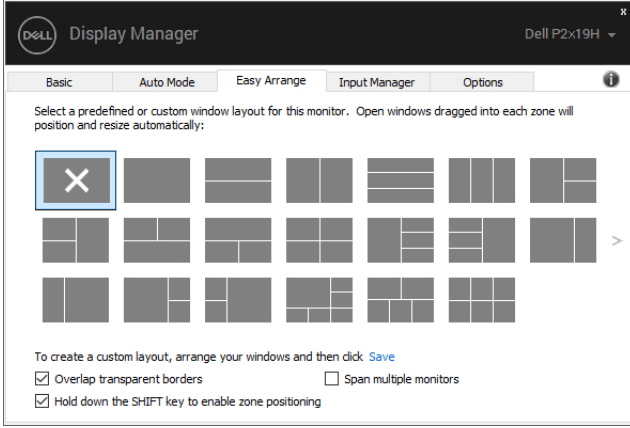 x
DELL Display Manager Dell P2x19H
Basic Auto Mode Easy Arrange Input Manager Options i
Select a predefined or custom window layout for this monitor. Open windows dragged into each zone will
position and resize automatically:
>
To create a custom layout, arrange your windows and then click Save
Overlap transparent borders Span multiple monitors
Hold down the SHIFT key to enable zone positioning